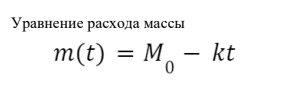 Уравнение расхода массы
m(t) = M₀ − kt